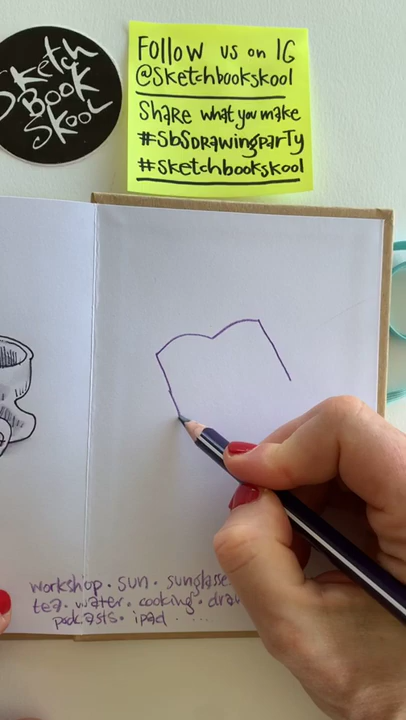 Sketch
Book
Skool
Follow us on IG
@Sketchbookskool
Share what you make
#SbSDrawingparty
#sketchbookskool
workshop · sun · sunglasse
tea · water · cooking · draw
podcasts · ipad · ...